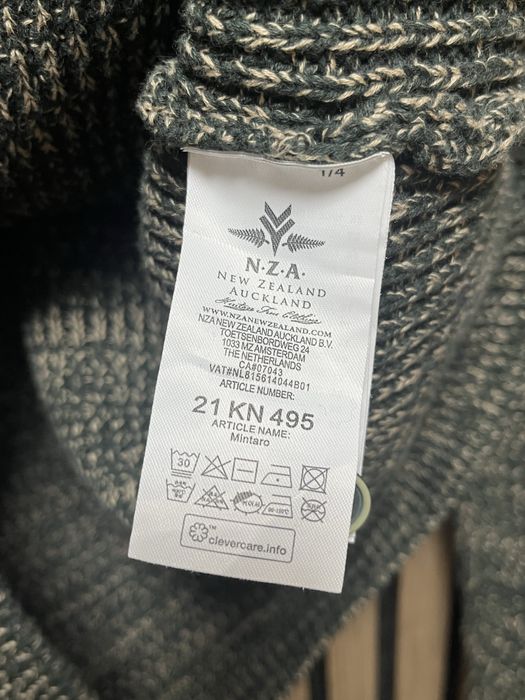 1/4
N·Z·A·
NEW ZEALAND
AUCKLAND
WWW.NZANEWZEALAND.COM
NZA NEW ZEALAND AUCKLAND B.V.
TOETSENBORDWEG 24
1033 MZ AMSTERDAM
THE NETHERLANDS
CA#07043
VAT#NL815614044B01
ARTICLE NUMBER:
21 KN 495
ARTICLE NAME:
Mintaro
30
clevercare.info